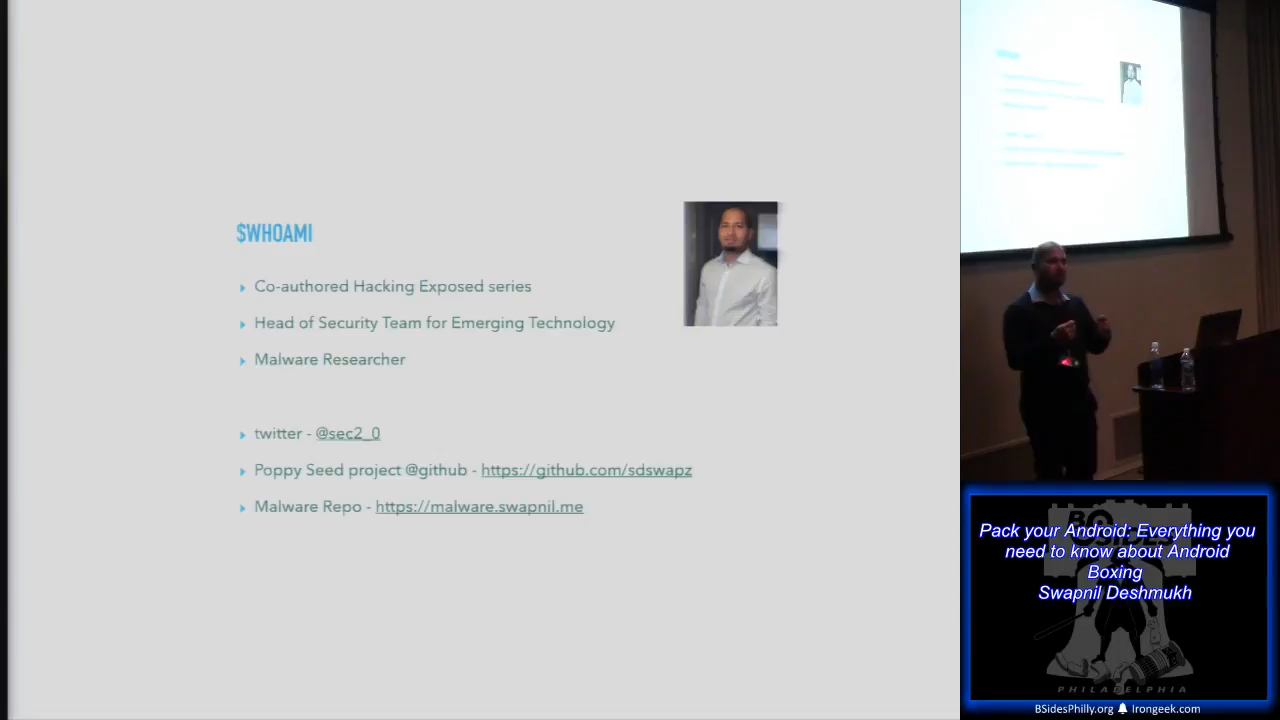 $WHOAMI
Co-authored Hacking Exposed series
Head of Security Team for Emerging Technology
Malware Researcher
twitter - @sec2_0
Poppy Seed project @github - https://github.com/sdswapz
Malware Repo - https://malware.swapnil.me
Pack your Android: Everything you
need to know about Android
Boxing
Swapnil Deshmukh
PHILADELPHIA
BSidesPhilly.org Irongeek.com